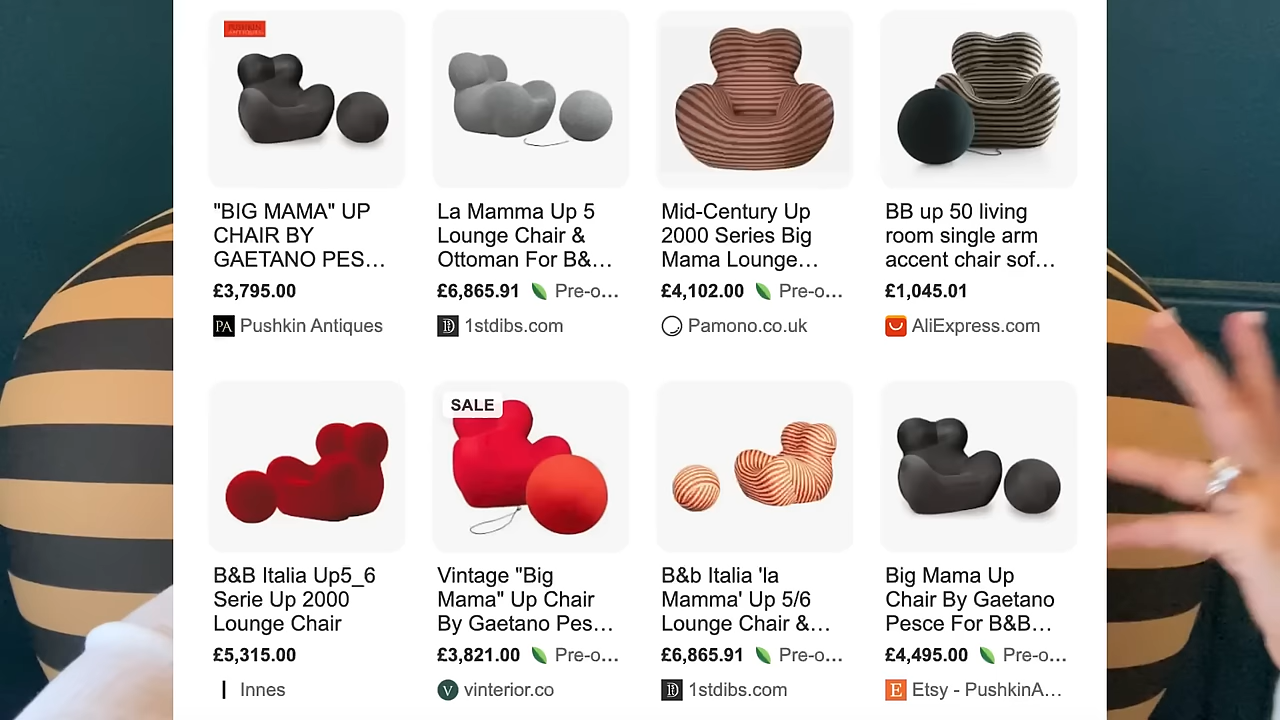 PUSHKIN
ANTIQUES
"BIG MAMA" UP
CHAIR BY
GAETANO PES...
£3,795.00
PA Pushkin Antiques
La Mamma Up 5
Lounge Chair &
Ottoman For B&...
£6,865.91 Pre-o...
1stdibs.com
Mid-Century Up
2000 Series Big
Mama Lounge...
£4,102.00 Pre-o...
Pamono.co.uk
BB up 50 living
room single arm
accent chair sof...
£1,045.01
AliExpress.com
B&B Italia Up5_6
Serie Up 2000
Lounge Chair
£5,315.00
Innes
SALE
Vintage "Big
Mama" Up Chair
By Gaetano Pes...
£3,821.00 Pre-o...
V vinterior.co
B&b Italia 'la
Mamma' Up 5/6
Lounge Chair &...
£6,865.91 Pre-o...
1stdibs.com
Big Mama Up
Chair By Gaetano
Pesce For B&B...
£4,495.00 Pre-o...
E Etsy - PushkinA...